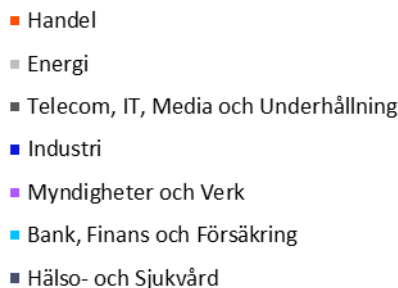 Handel
Energi
Telecom, IT, Media och Underhållning
Industri
Myndigheter och Verk
Bank, Finans och Försäkring
Hälso- och Sjukvård